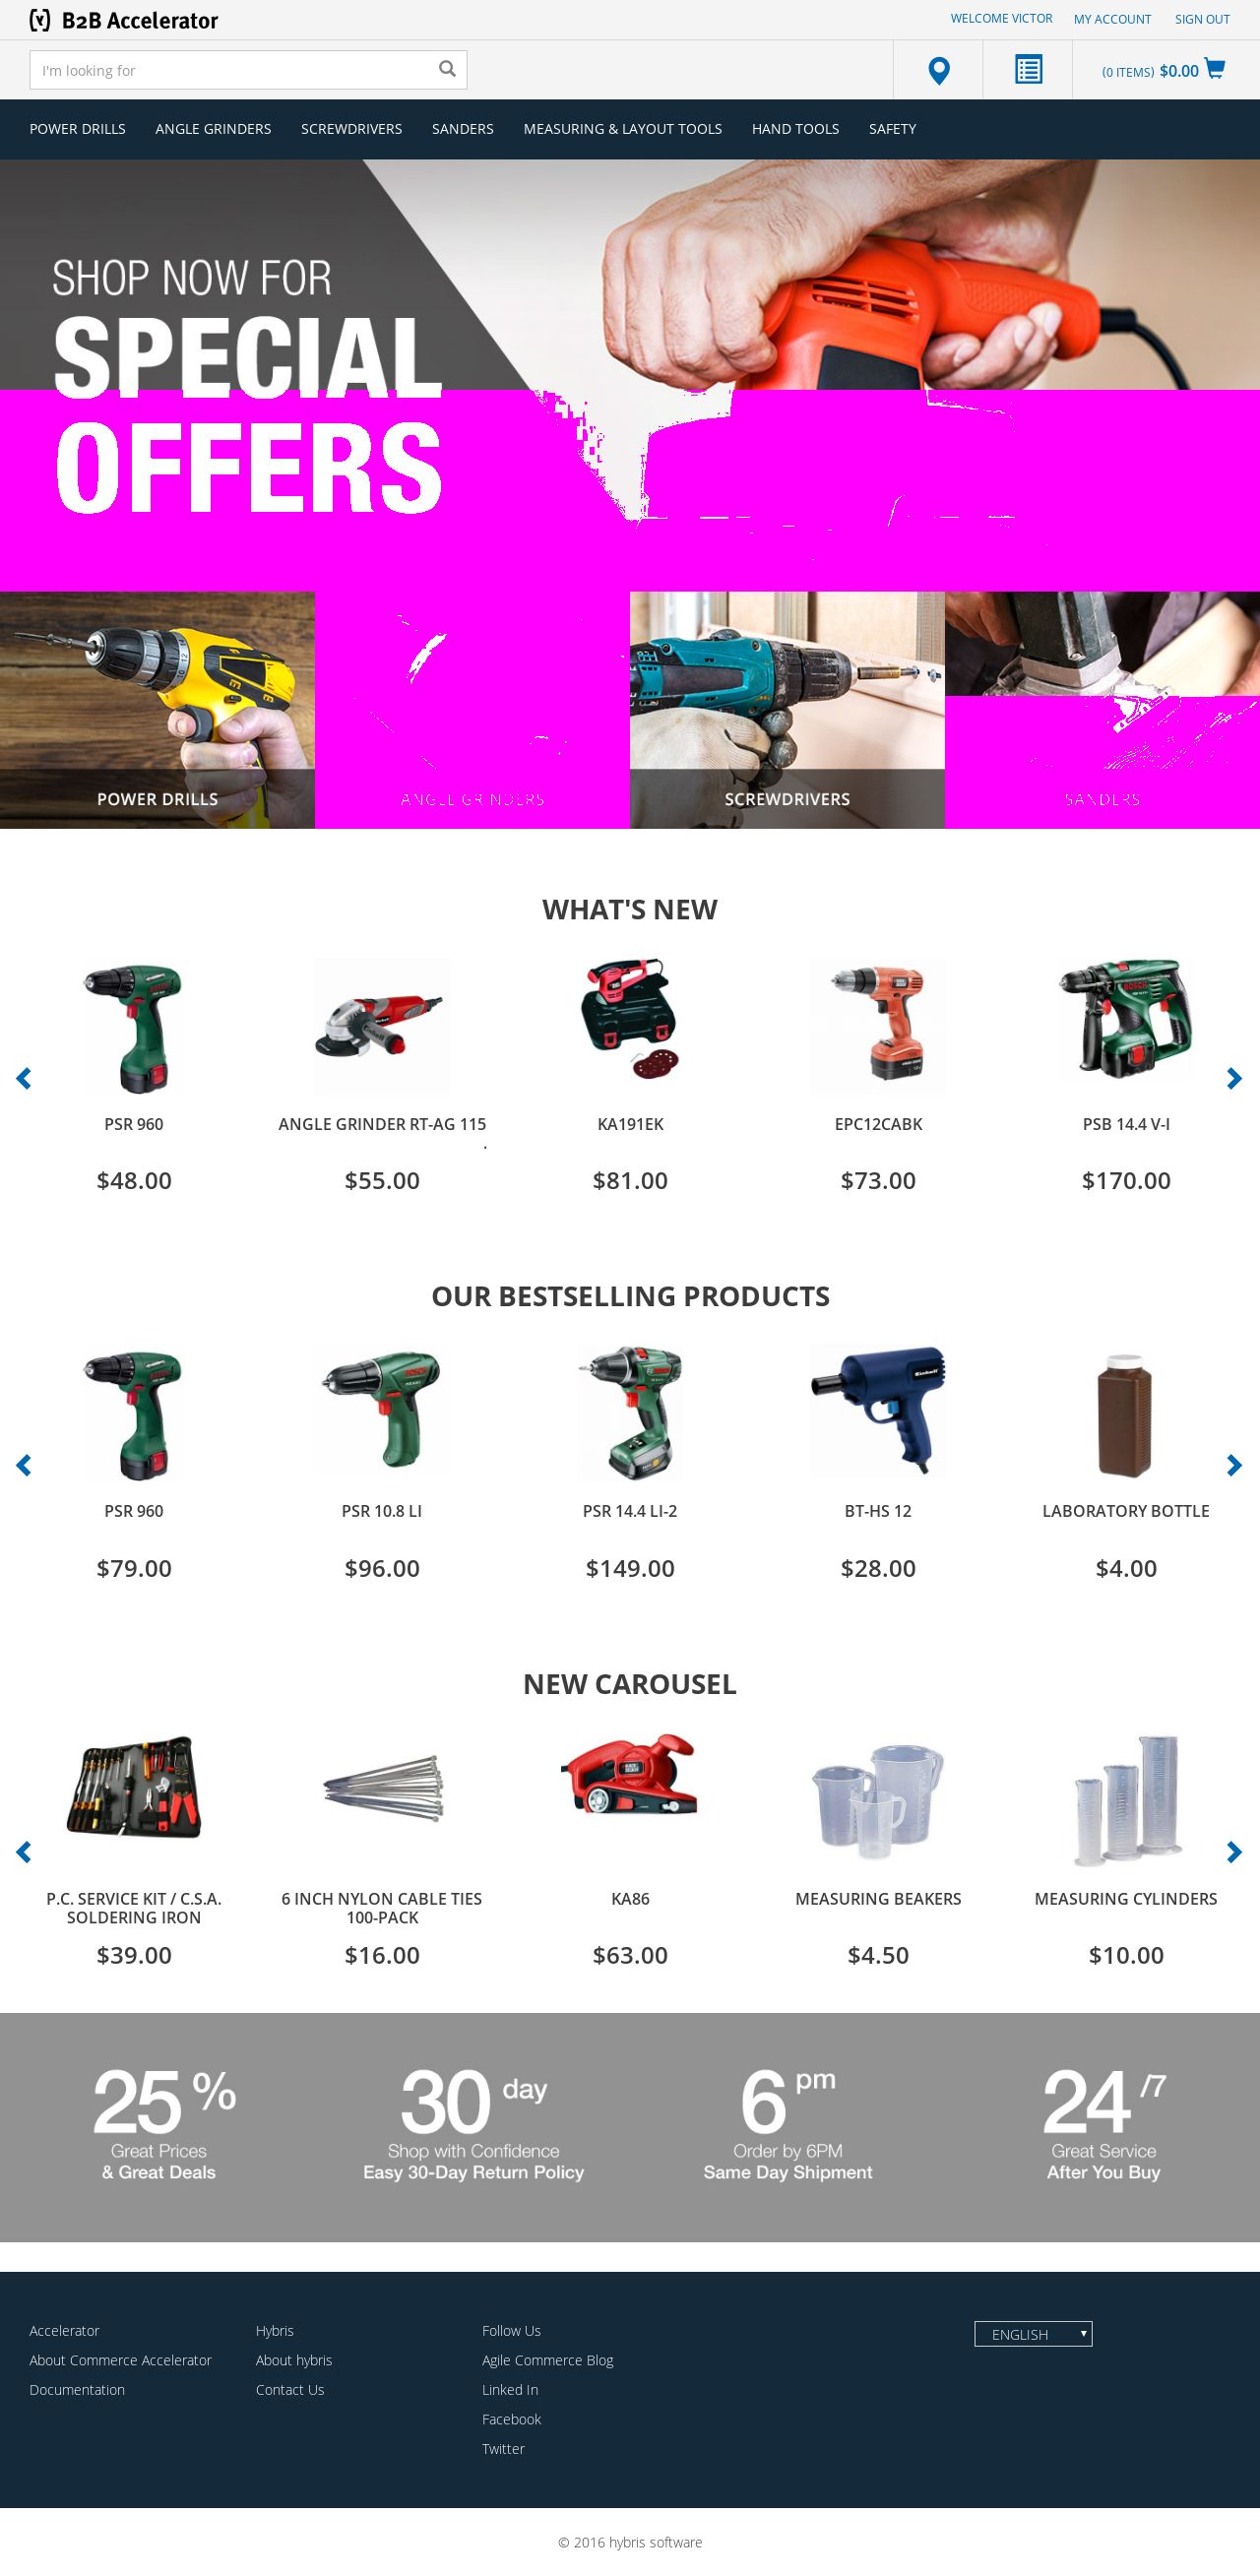 B2B Accelerator
WELCOME VICTOR MY ACCOUNT SIGN OUT
I'm looking for
(0 ITEMS) $0.00
POWER DRILLS ANGLE GRINDERS SCREWDRIVERS SANDERS MEASURING & LAYOUT TOOLS HAND TOOLS SAFETY
SHOP NOW FOR
SPECIAL
OFFERS
POWER DRILLS ANGLE GRINDERS SCREWDRIVERS SANDERS
WHAT'S NEW
PSR 960 ANGLE GRINDER RT-AG 115 KA191EK EPC12CABK PSB 14.4 V-I
.
$48.00 $55.00 $81.00 $73.00 $170.00
OUR BESTSELLING PRODUCTS
PSR 960 PSR 10.8 LI PSR 14.4 LI-2 BT-HS 12 LABORATORY BOTTLE
$79.00 $96.00 $149.00 $28.00 $4.00
NEW CAROUSEL
P.C. SERVICE KIT / C.S.A. 6 INCH NYLON CABLE TIES KA86 MEASURING BEAKERS MEASURING CYLINDERS
SOLDERING IRON 100-PACK
$39.00 $16.00 $63.00 $4.50 $10.00
25 % 30 day 6 pm 24 /7
Great Prices Shop with Confidence Order by 6PM Great Service
& Great Deals Easy 30-Day Return Policy Same Day Shipment After You Buy
Accelerator Hybris Follow Us ENGLISH
About Commerce Accelerator About hybris Agile Commerce Blog
Documentation Contact Us Linked In
Facebook
Twitter
© 2016 hybris software